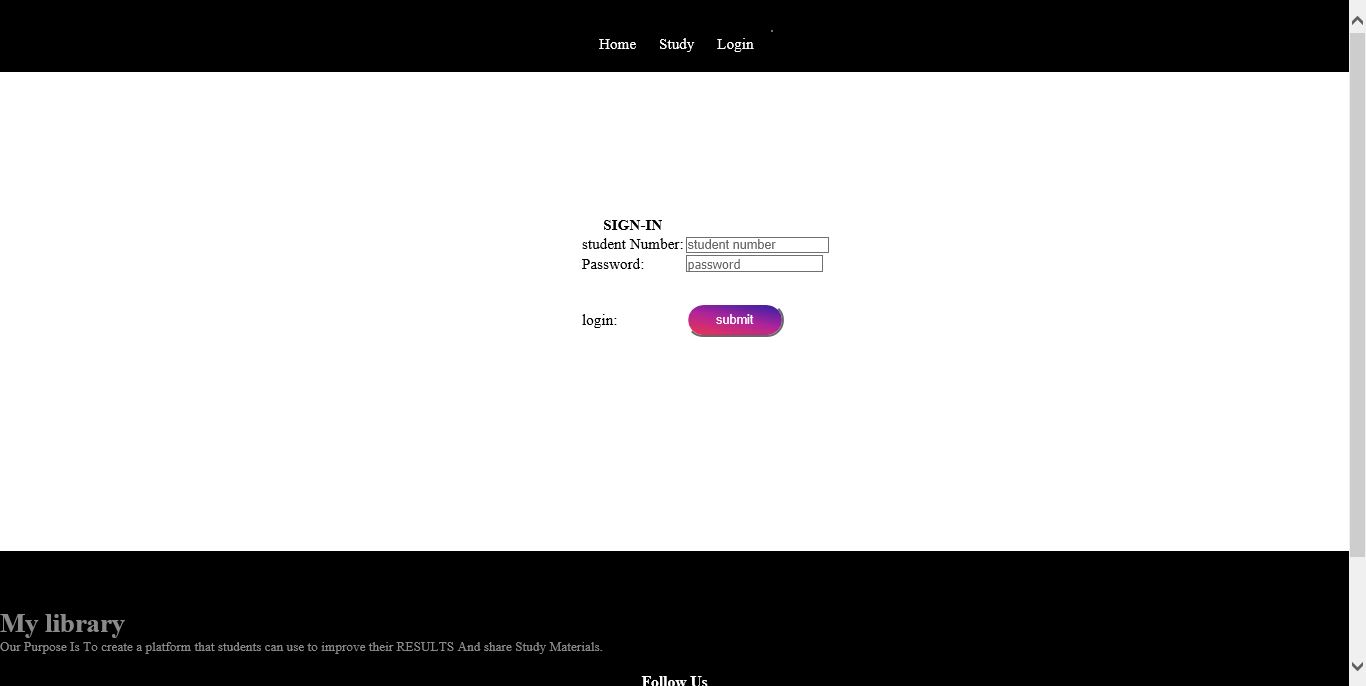 Home Study Login
SIGN-IN
student Number: student number
Password: password
login: submit
My library
Our Purpose Is To create a platform that students can use to improve their RESULTS And share Study Materials.
Follow Us